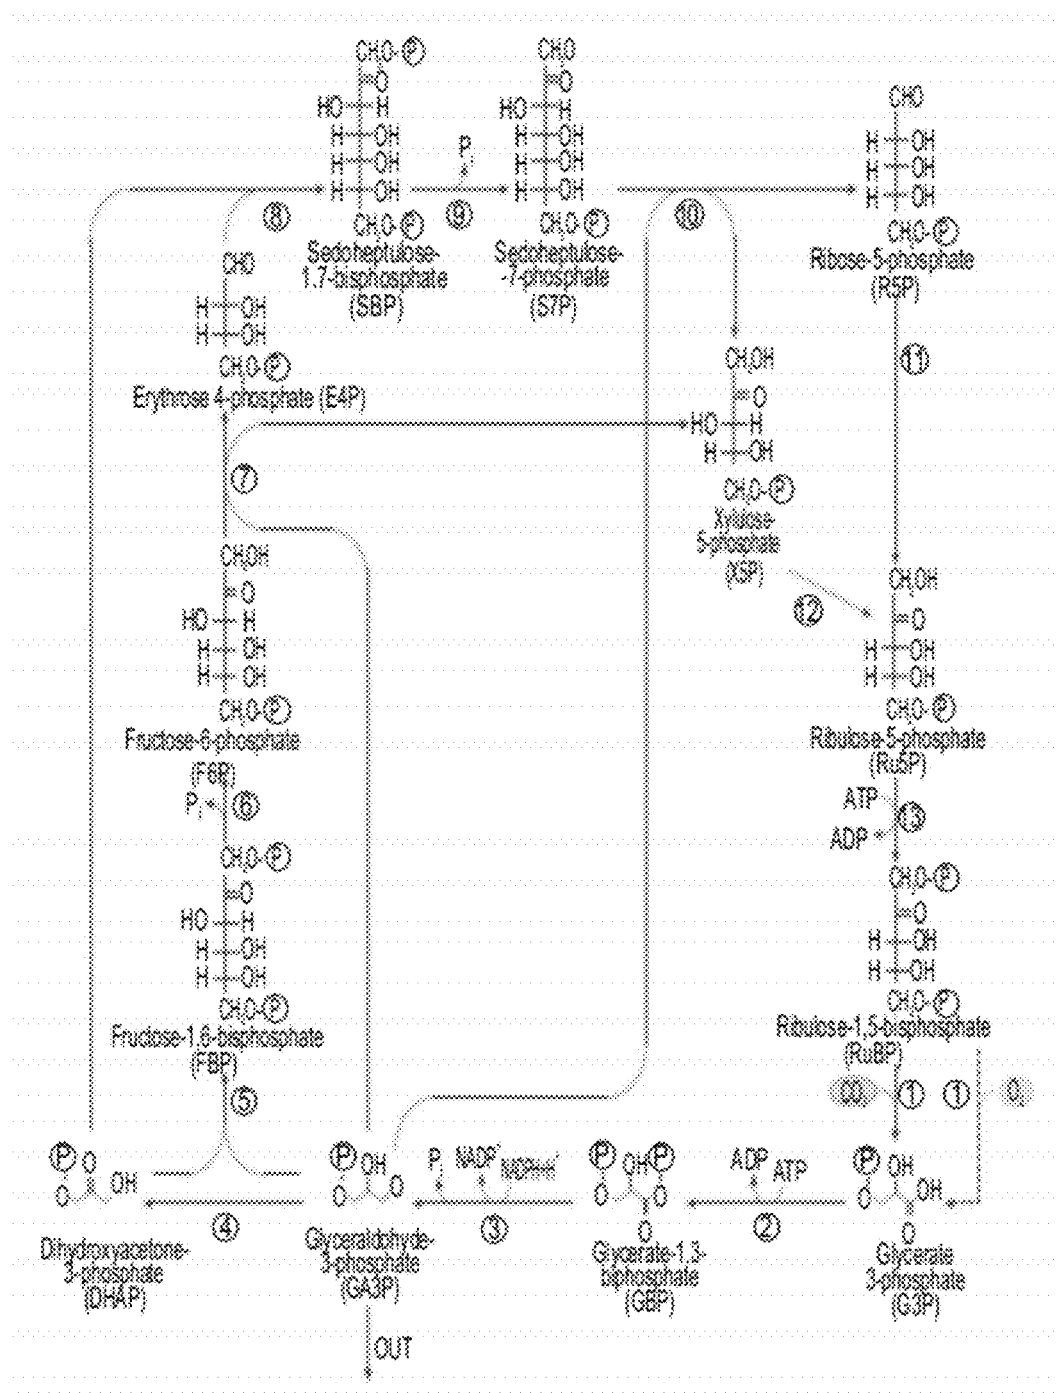 CH₂O-Ⓟ
=O
HO H
H OH
H OH
H OH
CH₂O-Ⓟ
Sedoheptulose-
1,7-bisphosphate
(SBP)
Pi
⑨
CH₂O
=O
HO H
H OH
H OH
H OH
CH₂O-Ⓟ
Sedoheptulose-
-7-phosphate
(S7P)
⑧
⑩
CHO
H OH
H OH
H OH
CH₂O-Ⓟ
Ribose-5-phosphate
(R5P)
⑪
CHO
H OH
H OH
CH₂O-Ⓟ
Erythrose 4-phosphate (E4P)
⑦
CH₂OH
=O
HO H
H OH
CH₂O-Ⓟ
Xylulose-
5-phosphate
(X5P)
⑫
CH₂OH
=O
HO H
H OH
H OH
CH₂O-Ⓟ
Fructose-6-phosphate
(F6P)
Pi
⑥
CH₂OH
=O
H OH
H OH
CH₂O-Ⓟ
Ribulose-5-phosphate
(Ru5P)
ATP
⑬
ADP
CH₂O-Ⓟ
=O
HO H
H OH
H OH
CH₂O-Ⓟ
Fructose-1,6-bisphosphate
(FBP)
⑤
CH₂O-Ⓟ
=O
H OH
H OH
CH₂O-Ⓟ
Ribulose-1,5-bisphosphate
(RuBP)
CO₂ ① ① O₂
Ⓟ O
O OH
Dihydroxyacetone-
3-phosphate
(DHAP)
④
Ⓟ OH
O O
Glyceraldohyde-
3-phosphate
(GA3P)
Pi NADP⁺ NADPH+H⁺
③
Ⓟ OH Ⓟ
O O
O
Glycerate-1,3-
biphosphate
(GBP)
ADP ATP
②
Ⓟ OH
O OH
O
Glycerate
3-phosphate
(G3P)
OUT